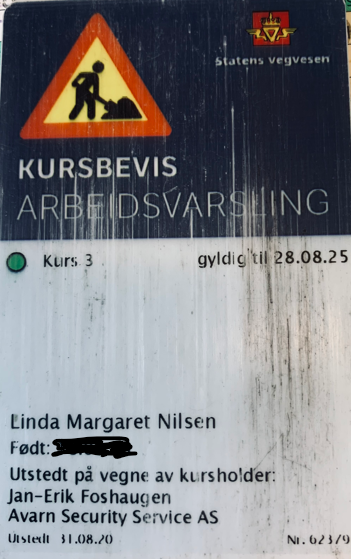 Statens vegvesen
KURSBEVIS
ARBEIDSVARSLING
Kurs 3 gyldig til 28.08.25
Linda Margaret Nilsen
Født:
Utstedt på vegne av kursholder:
Jan-Erik Foshaugen
Avarn Security Service AS
Utstedt 31.08.20 Nr. 62379